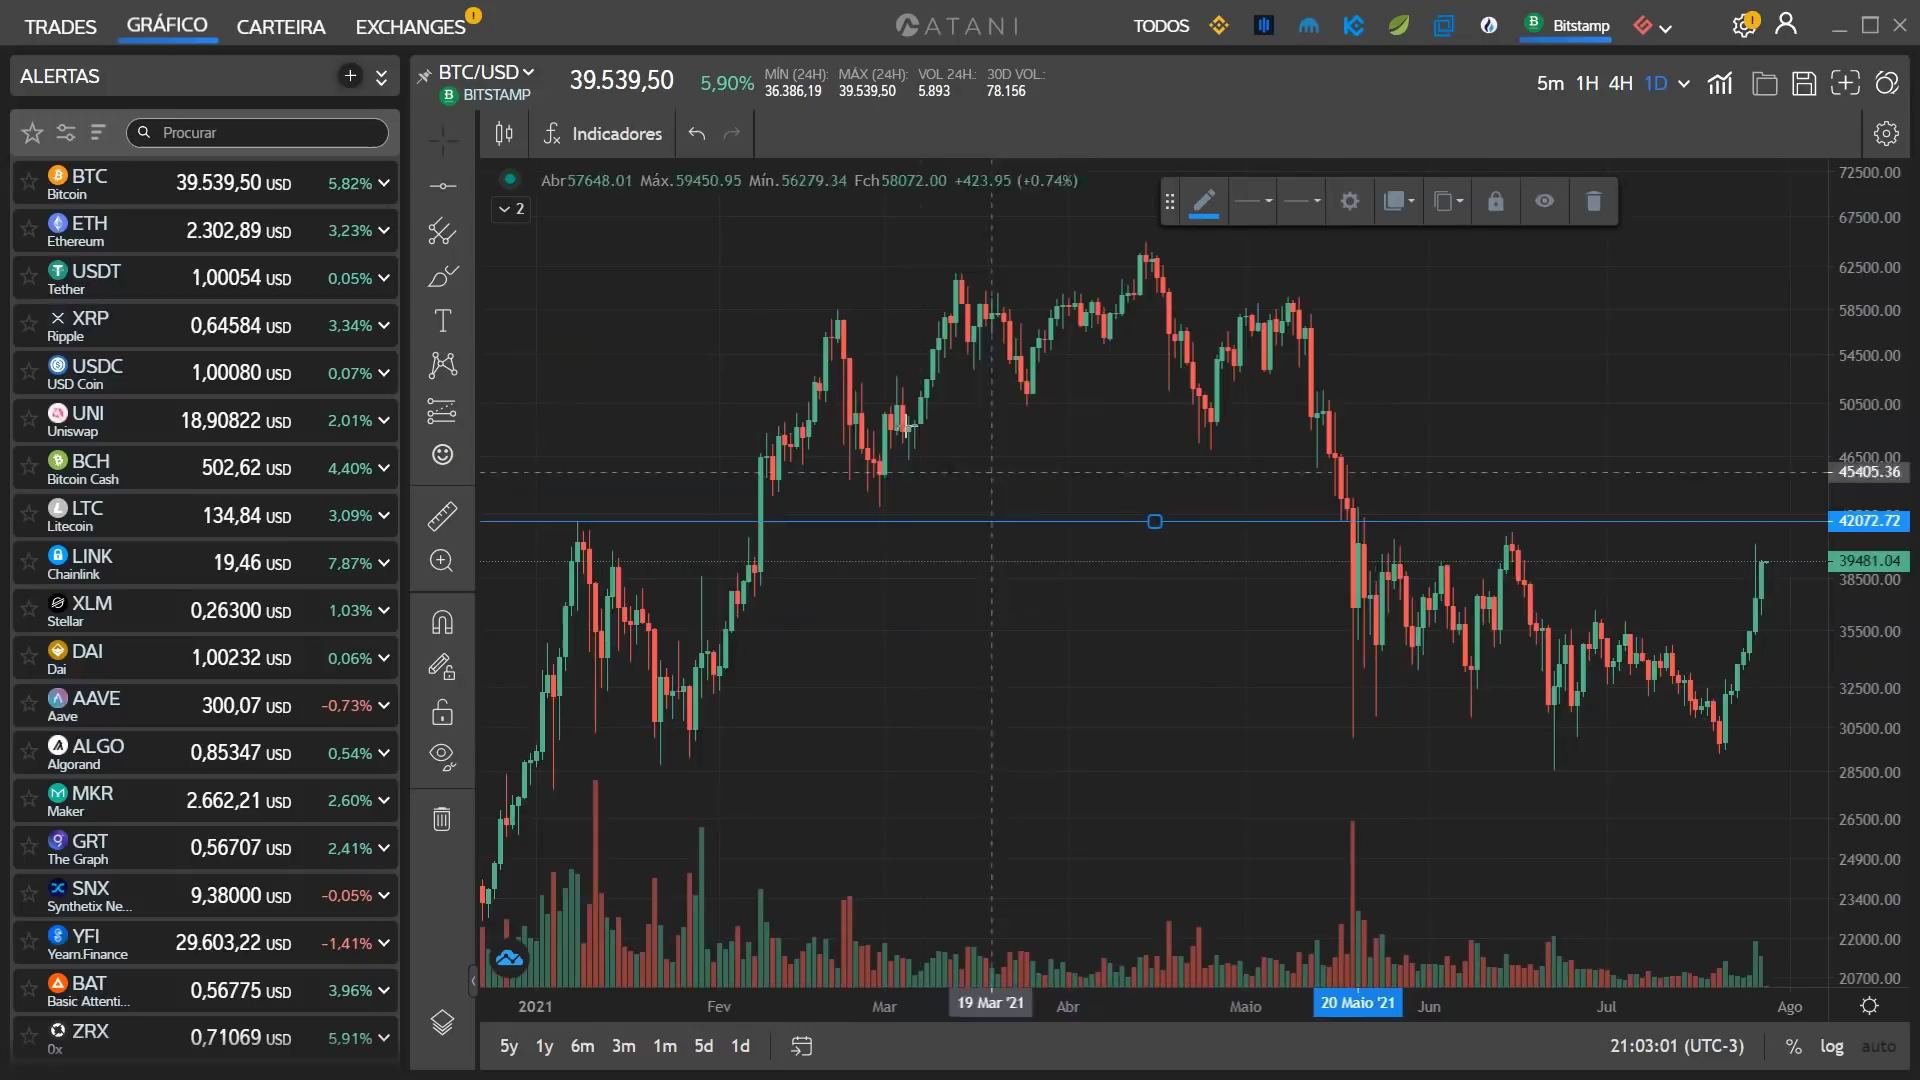 TRADES GRÁFICO CARTEIRA EXCHANGES
ATANI
TODOS Bitstamp
ALERTAS
Procurar
BTC 39.539,50 USD 5,82%
Bitcoin
ETH 2.302,89 USD 3,23%
Ethereum
USDT 1,00054 USD 0,05%
Tether
XRP 0,64584 USD 3,34%
Ripple
USDC 1,00080 USD 0,07%
USD Coin
UNI 18,90822 USD 2,01%
Uniswap
BCH 502,62 USD 4,40%
Bitcoin Cash
LTC 134,84 USD 3,09%
Litecoin
LINK 19,46 USD 7,87%
Chainlink
XLM 0,26300 USD 1,03%
Stellar
DAI 1,00232 USD 0,06%
Dai
AAVE 300,07 USD -0,73%
Aave
ALGO 0,85347 USD 0,54%
Algorand
MKR 2.662,21 USD 2,60%
Maker
GRT 0,56707 USD 2,41%
The Graph
SNX 9,38000 USD -0,05%
Synthetix Ne...
YFI 29.603,22 USD -1,41%
Yearn.Finance
BAT 0,56775 USD 3,96%
Basic Attenti...
ZRX 0,71069 USD 5,91%
0x
BTC/USD
BITSTAMP
39.539,50 5,90%
MÍN (24H): MÁX (24H): VOL 24H.: 30D VOL.:
36.386,19 39.539,50 5.893 78.156
5m 1H 4H 1D
Indicadores
Abr57648.01 Máx.59450.95 Mín.56279.34 Fch58072.00 +423.95 (+0.74%)
2
72500.00
67500.00
62500.00
58500.00
54500.00
50500.00
46500.00
45405.36
42072.72
39481.04
38500.00
35500.00
32500.00
30500.00
28500.00
26500.00
24900.00
23400.00
22000.00
20700.00
2021 Fev Mar 19 Mar '21 Abr Maio 20 Maio '21 Jun Jul Ago
5y 1y 6m 3m 1m 5d 1d
21:03:01 (UTC-3) % log auto